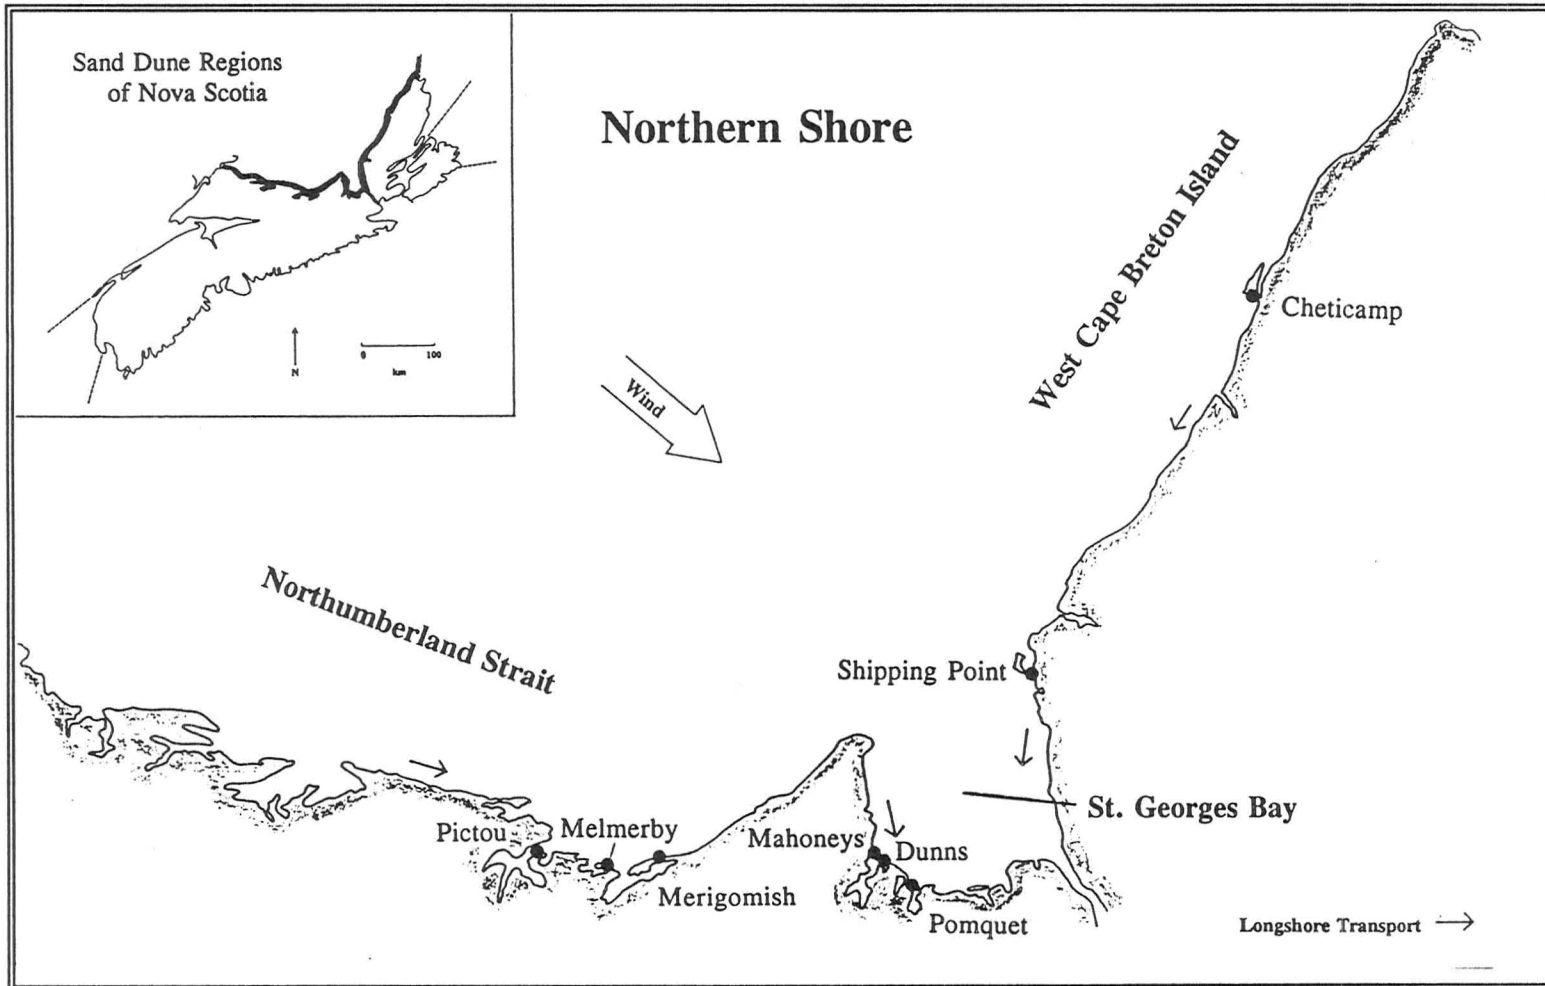 Sand Dune Regions
of Nova Scotia
N
0
100
km
Northern Shore
Wind
West Cape Breton Island
Cheticamp
Northumberland Strait
Shipping Point
St. Georges Bay
Pictou
Melmerby
Merigomish
Mahoneys
Dunns
Pomquet
Longshore Transport